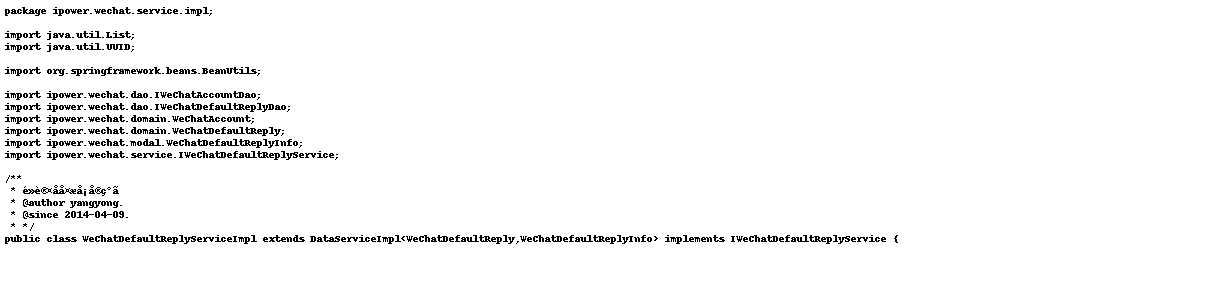 package ipower.wechat.service.impl;
import java.util.List;
import java.util.UUID;
import org.springframework.beans.BeanUtils;
import ipower.wechat.dao.IWeChatAccountDao;
import ipower.wechat.dao.IWeChatDefaultReplyDao;
import ipower.wechat.domain.WeChatAccount;
import ipower.wechat.domain.WeChatDefaultReply;
import ipower.wechat.modal.WeChatDefaultReplyInfo;
import ipower.wechat.service.IWeChatDefaultReplyService;
/**
*
* @author yangyong.
* @since 2014-04-09.
* */
public class WeChatDefaultReplyServiceImpl extends DataServiceImpl<WeChatDefaultReply,WeChatDefaultReplyInfo> implements IWeChatDefaultReplyService {